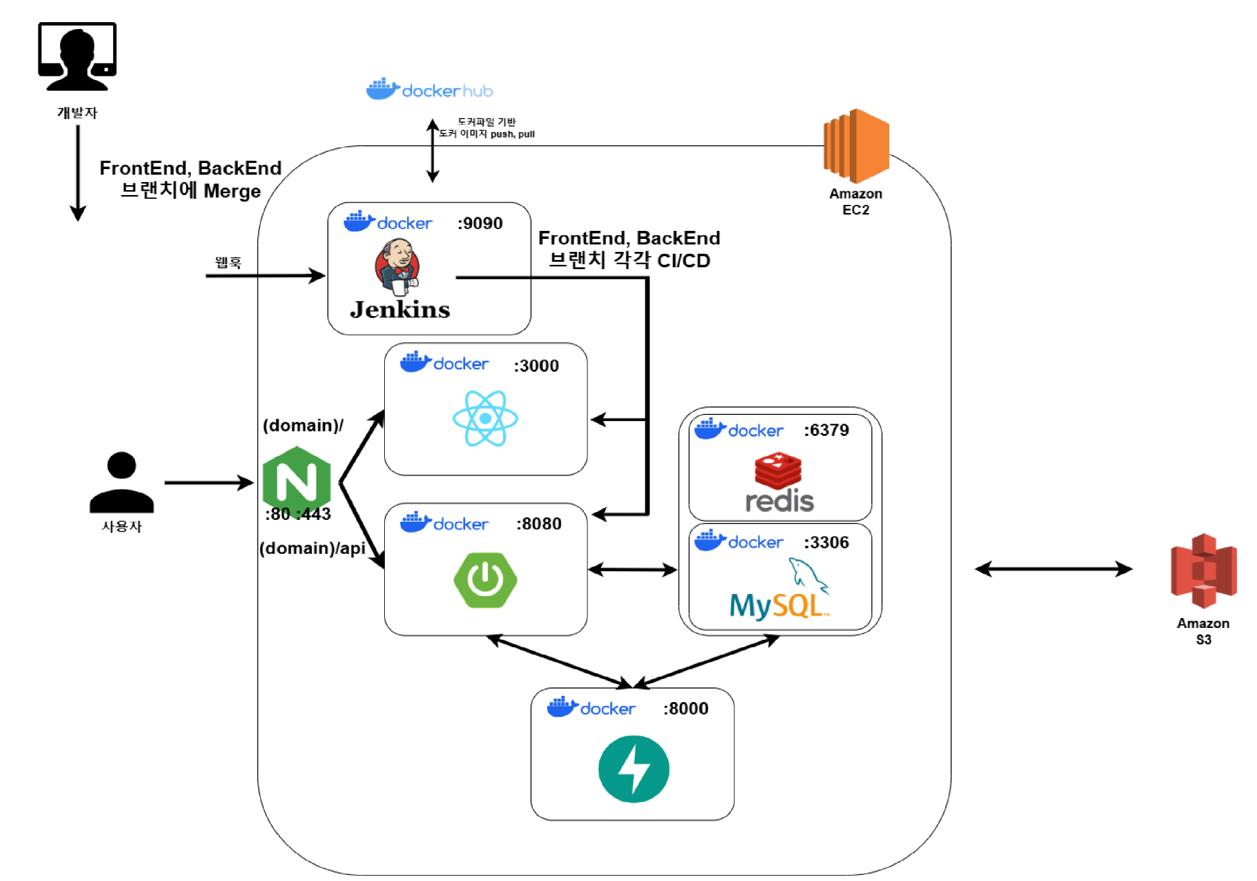 개발자
dockerhub
도커파일 기반
도커 이미지 push, pull
FrontEnd, BackEnd
브랜치에 Merge
Amazon
EC2
docker :9090
Jenkins
웹훅
FrontEnd, BackEnd
브랜치 각각 CI/CD
docker :3000
(domain)/
N
:80 :443
(domain)/api
사용자
docker :8080
docker :6379
redis
docker :3306
MySQL
docker :8000
Amazon
S3